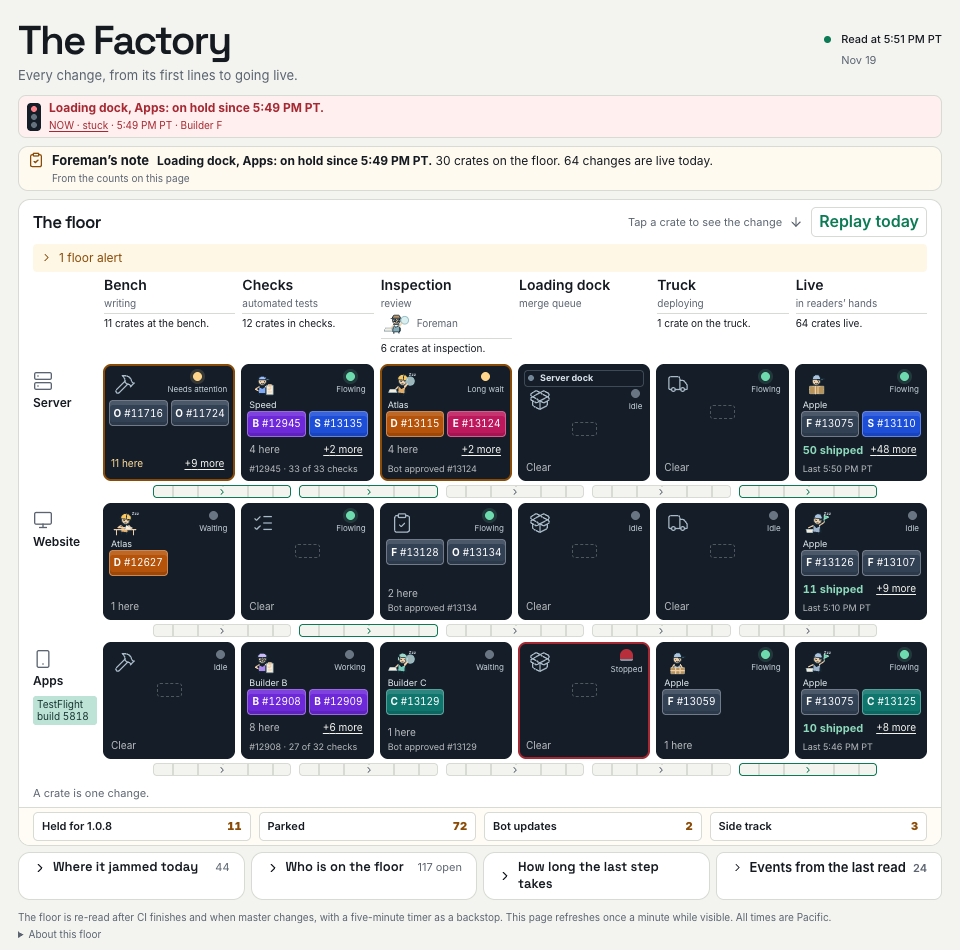 The Factory
Every change, from its first lines to going live.
Read at 5:51 PM PT
Nov 19
Loading dock, Apps: on hold since 5:49 PM PT.
NOW · stuck · 5:49 PM PT · Builder F
Foreman's note Loading dock, Apps: on hold since 5:49 PM PT. 30 crates on the floor. 64 changes are live today.
From the counts on this page
The floor
Tap a crate to see the change ↓
Replay today
1 floor alert
Bench
writing
11 crates at the bench.
Checks
automated tests
12 crates in checks.
Inspection
review
Foreman
6 crates at inspection.
Loading dock
merge queue
Truck
deploying
1 crate on the truck.
Live
in readers' hands
64 crates live.
Server
Needs attention
O #11716
O #11724
11 here
+9 more
Flowing
Speed
B #12945
S #13135
4 here
+2 more
#12945 · 33 of 33 checks
zzz
Long wait
Atlas
D #13115
E #13124
4 here
+2 more
Bot approved #13124
Server dock
Idle
Clear
Flowing
Clear
Flowing
Apple
F #13075
S #13110
50 shipped
+48 more
Last 5:50 PM PT
Website
zzz
Waiting
Atlas
D #12627
1 here
Flowing
Clear
Flowing
F #13128
O #13134
2 here
Bot approved #13134
Idle
Clear
Idle
Clear
zzz
Idle
Apple
F #13126
F #13107
11 shipped
+9 more
Last 5:10 PM PT
Apps
TestFlight
build 5818
Idle
Clear
Working
Builder B
B #12908
B #12909
8 here
+6 more
#12908 · 27 of 32 checks
zzz
Waiting
Builder C
C #13129
1 here
Bot approved #13129
Stopped
Clear
Flowing
Apple
F #13059
1 here
zzz
Flowing
Apple
F #13075
C #13125
10 shipped
+8 more
Last 5:46 PM PT
A crate is one change.
Held for 1.0.8 11
Parked 72
Bot updates 2
Side track 3
Where it jammed today 44
Who is on the floor 117 open
How long the last step
takes
Events from the last read 24
The floor is re-read after CI finishes and when master changes, with a five-minute timer as a backstop. This page refreshes once a minute while visible. All times are Pacific.
About this floor